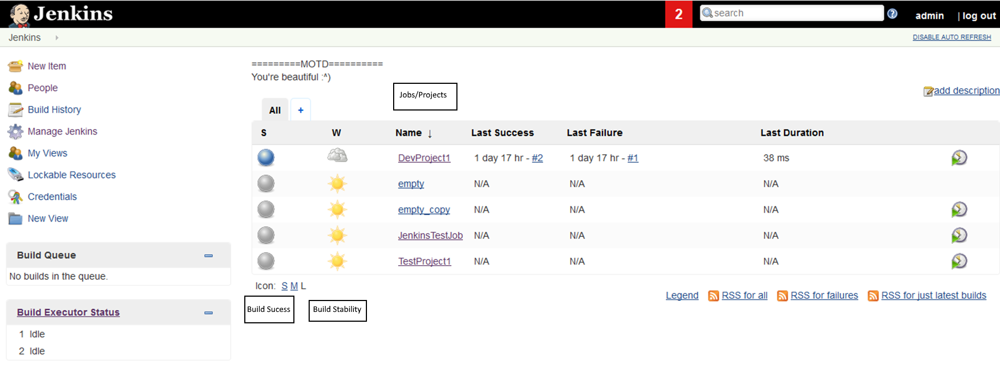 Jenkins
2 search ? admin | log out
Jenkins
DISABLE AUTO REFRESH
New Item
People
Build History
Manage Jenkins
My Views
Lockable Resources
Credentials
New View
Build Queue
No builds in the queue.
Build Executor Status
1 Idle
2 Idle
=========MOTD==========
You're beautiful :^)
Jobs/Projects
add description
All +
S W Name ↓ Last Success Last Failure Last Duration
DevProject1 1 day 17 hr - #2 1 day 17 hr - #1 38 ms
empty N/A N/A N/A
empty_copy N/A N/A N/A
JenkinsTestJob N/A N/A N/A
TestProject1 N/A N/A N/A
Icon: S M L
Legend RSS for all RSS for failures RSS for just latest builds
Build Sucess Build Stability